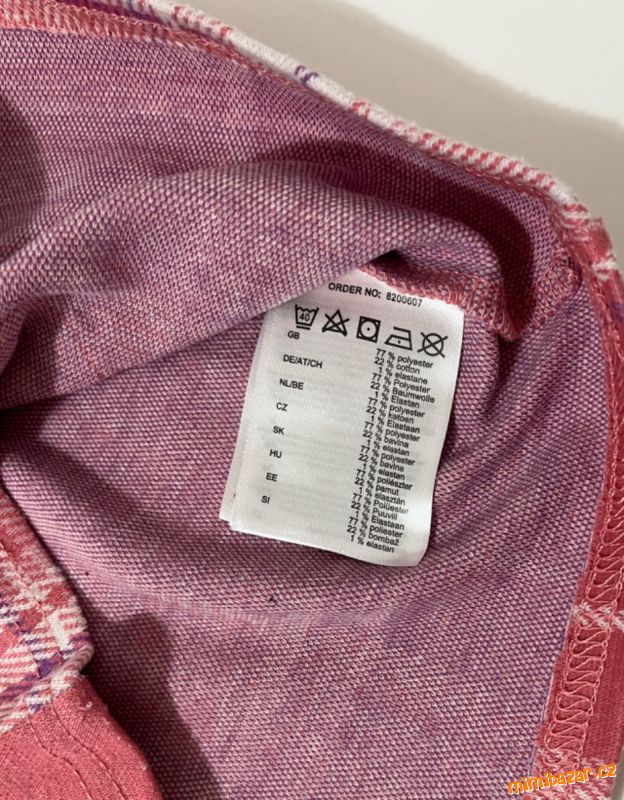 ORDER NO: 8200607
40
GB
77 % polyester
22 % cotton
1 % elastane
DE/AT/CH
77 % Polyester
22 % Baumwolle
1 % Elastan
NL/BE
77 % polyester
22 % katoen
1 % Elastaan
CZ
77 % polyester
22 % bavlna
1 % elastan
SK
77 % polyester
22 % bavlna
1 % elastan
HU
77 % poliészter
22 % pamut
1 % elasztán
EE
77 % Polüester
22 % Puuvill
1 % Elastaan
SI
77 % poliester
22 % bombaž
1 % elastan
mimibazar.cz